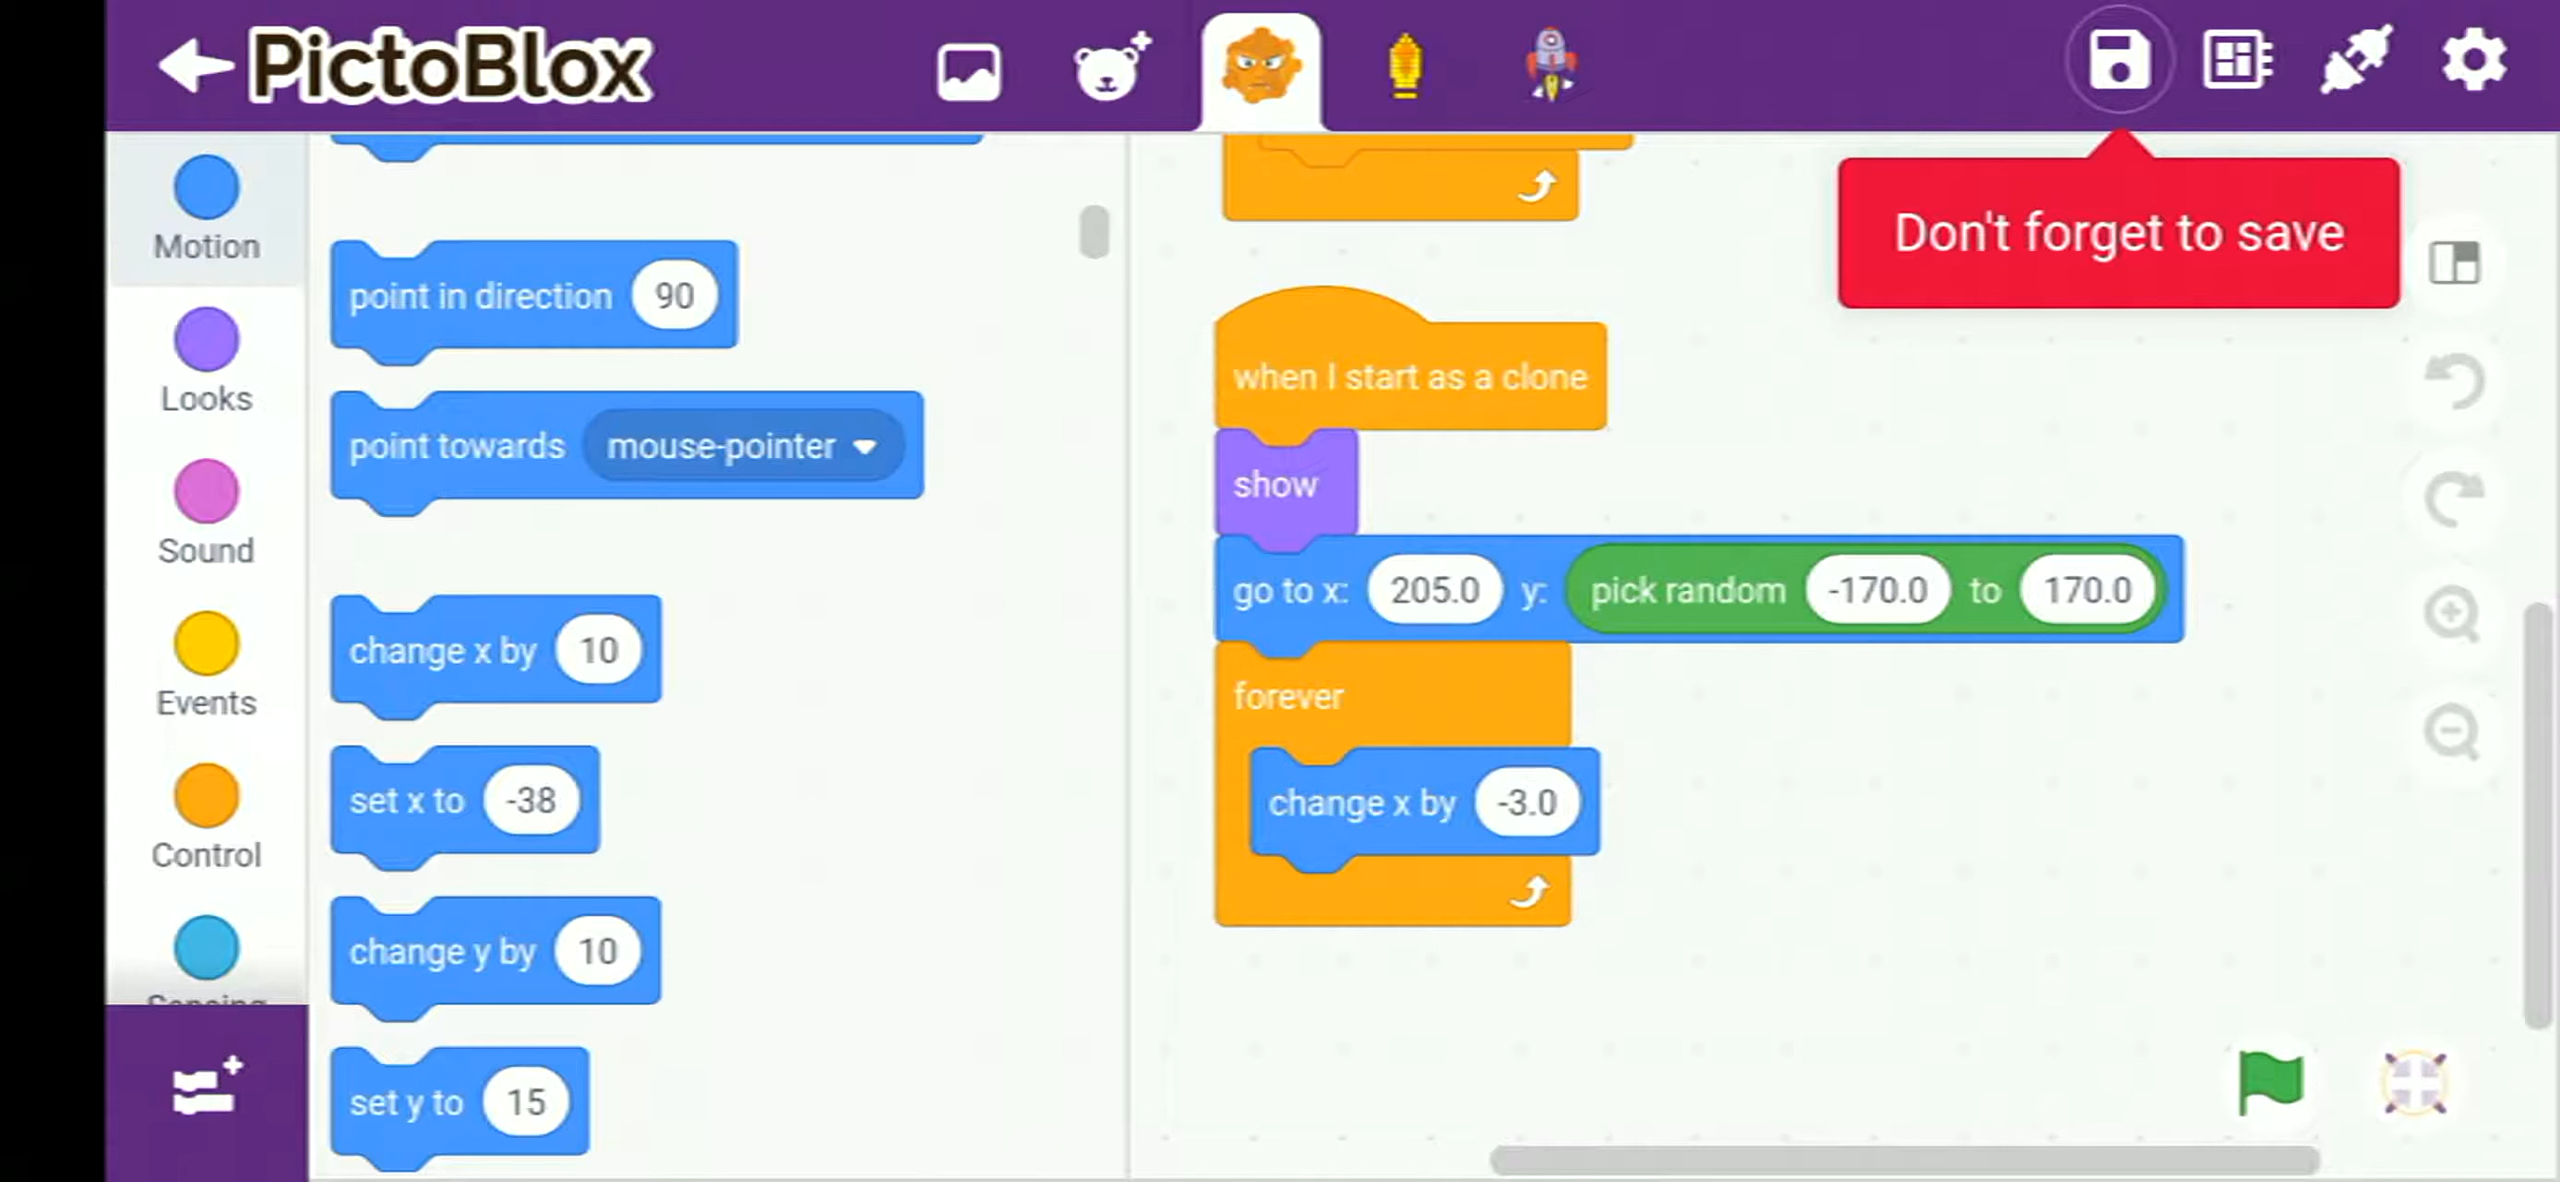 PictoBlox
Don't forget to save
Motion
Looks
Sound
Events
Control
Sensing
point in direction 90
point towards mouse-pointer
change x by 10
set x to -38
change y by 10
set y to 15
when I start as a clone
show
go to x: 205.0 y: pick random -170.0 to 170.0
forever
change x by -3.0